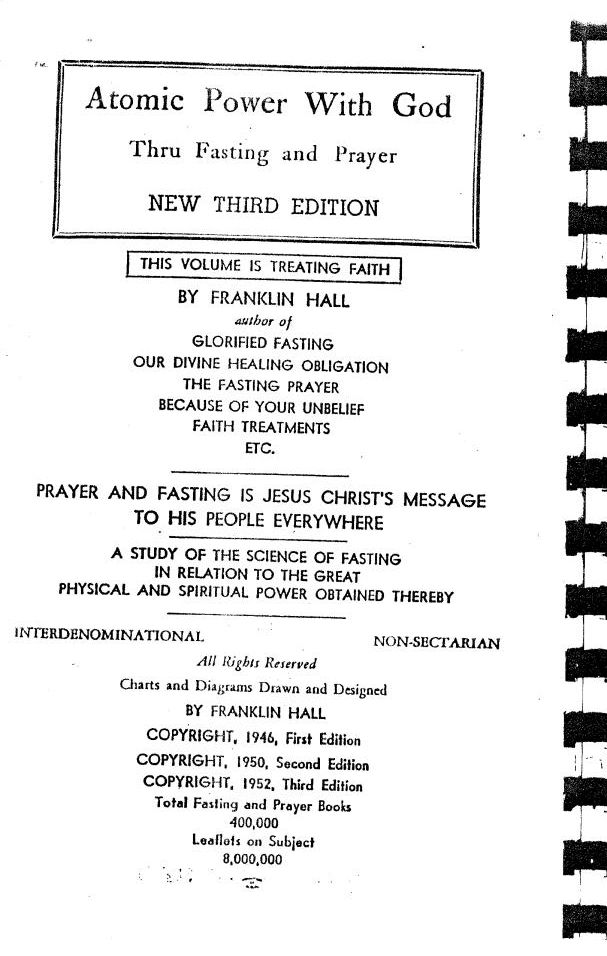 Atomic Power With God
Thru Fasting and Prayer
NEW THIRD EDITION
THIS VOLUME IS TREATING FAITH
BY FRANKLIN HALL
author of
GLORIFIED FASTING
OUR DIVINE HEALING OBLIGATION
THE FASTING PRAYER
BECAUSE OF YOUR UNBELIEF
FAITH TREATMENTS
ETC.
PRAYER AND FASTING IS JESUS CHRIST'S MESSAGE
TO HIS PEOPLE EVERYWHERE
A STUDY OF THE SCIENCE OF FASTING
IN RELATION TO THE GREAT
PHYSICAL AND SPIRITUAL POWER OBTAINED THEREBY
INTERDENOMINATIONAL NON-SECTARIAN
All Rights Reserved
Charts and Diagrams Drawn and Designed
BY FRANKLIN HALL
COPYRIGHT, 1946, First Edition
COPYRIGHT, 1950, Second Edition
COPYRIGHT, 1952, Third Edition
Total Fasting and Prayer Books
400,000
Leaflets on Subject
8,000,000